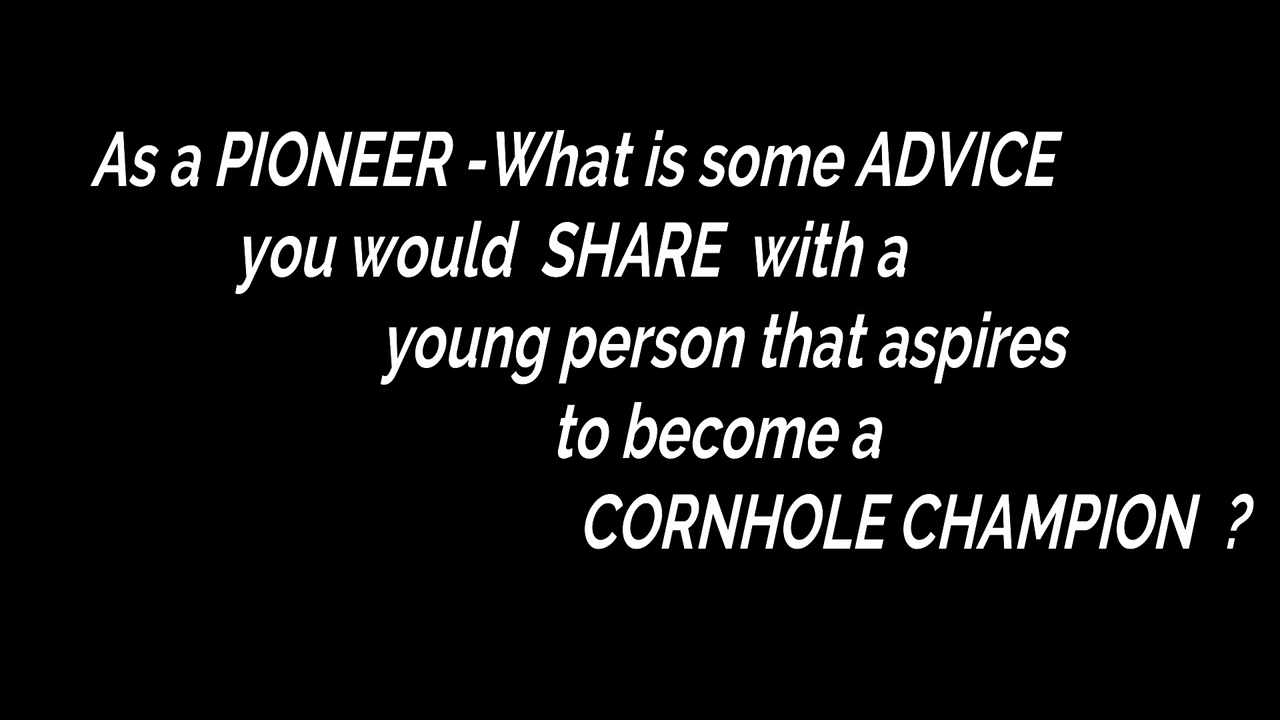 As a PIONEER -What is some ADVICE
you would SHARE with a
young person that aspires
to become a
CORNHOLE CHAMPION ?